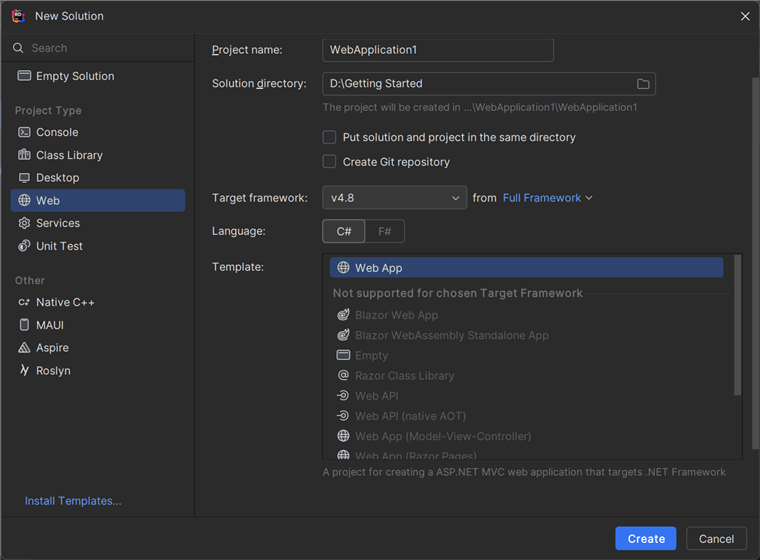 New Solution
Search
Empty Solution
Project Type
Console
Class Library
Desktop
Web
Services
Unit Test
Other
Native C++
MAUI
Aspire
Roslyn
Install Templates...
Project name: WebApplication1
Solution directory: D:\Getting Started
The project will be created in ...\WebApplication1\WebApplication1
Put solution and project in the same directory
Create Git repository
Target framework: v4.8 from Full Framework
Language: C# F#
Template: Web App
Not supported for chosen Target Framework
Blazor Web App
Blazor WebAssembly Standalone App
Empty
Razor Class Library
Web API
Web API (native AOT)
Web App (Model-View-Controller)
Web App (Razor Pages)
A project for creating a ASP.NET MVC web application that targets .NET Framework
Create Cancel